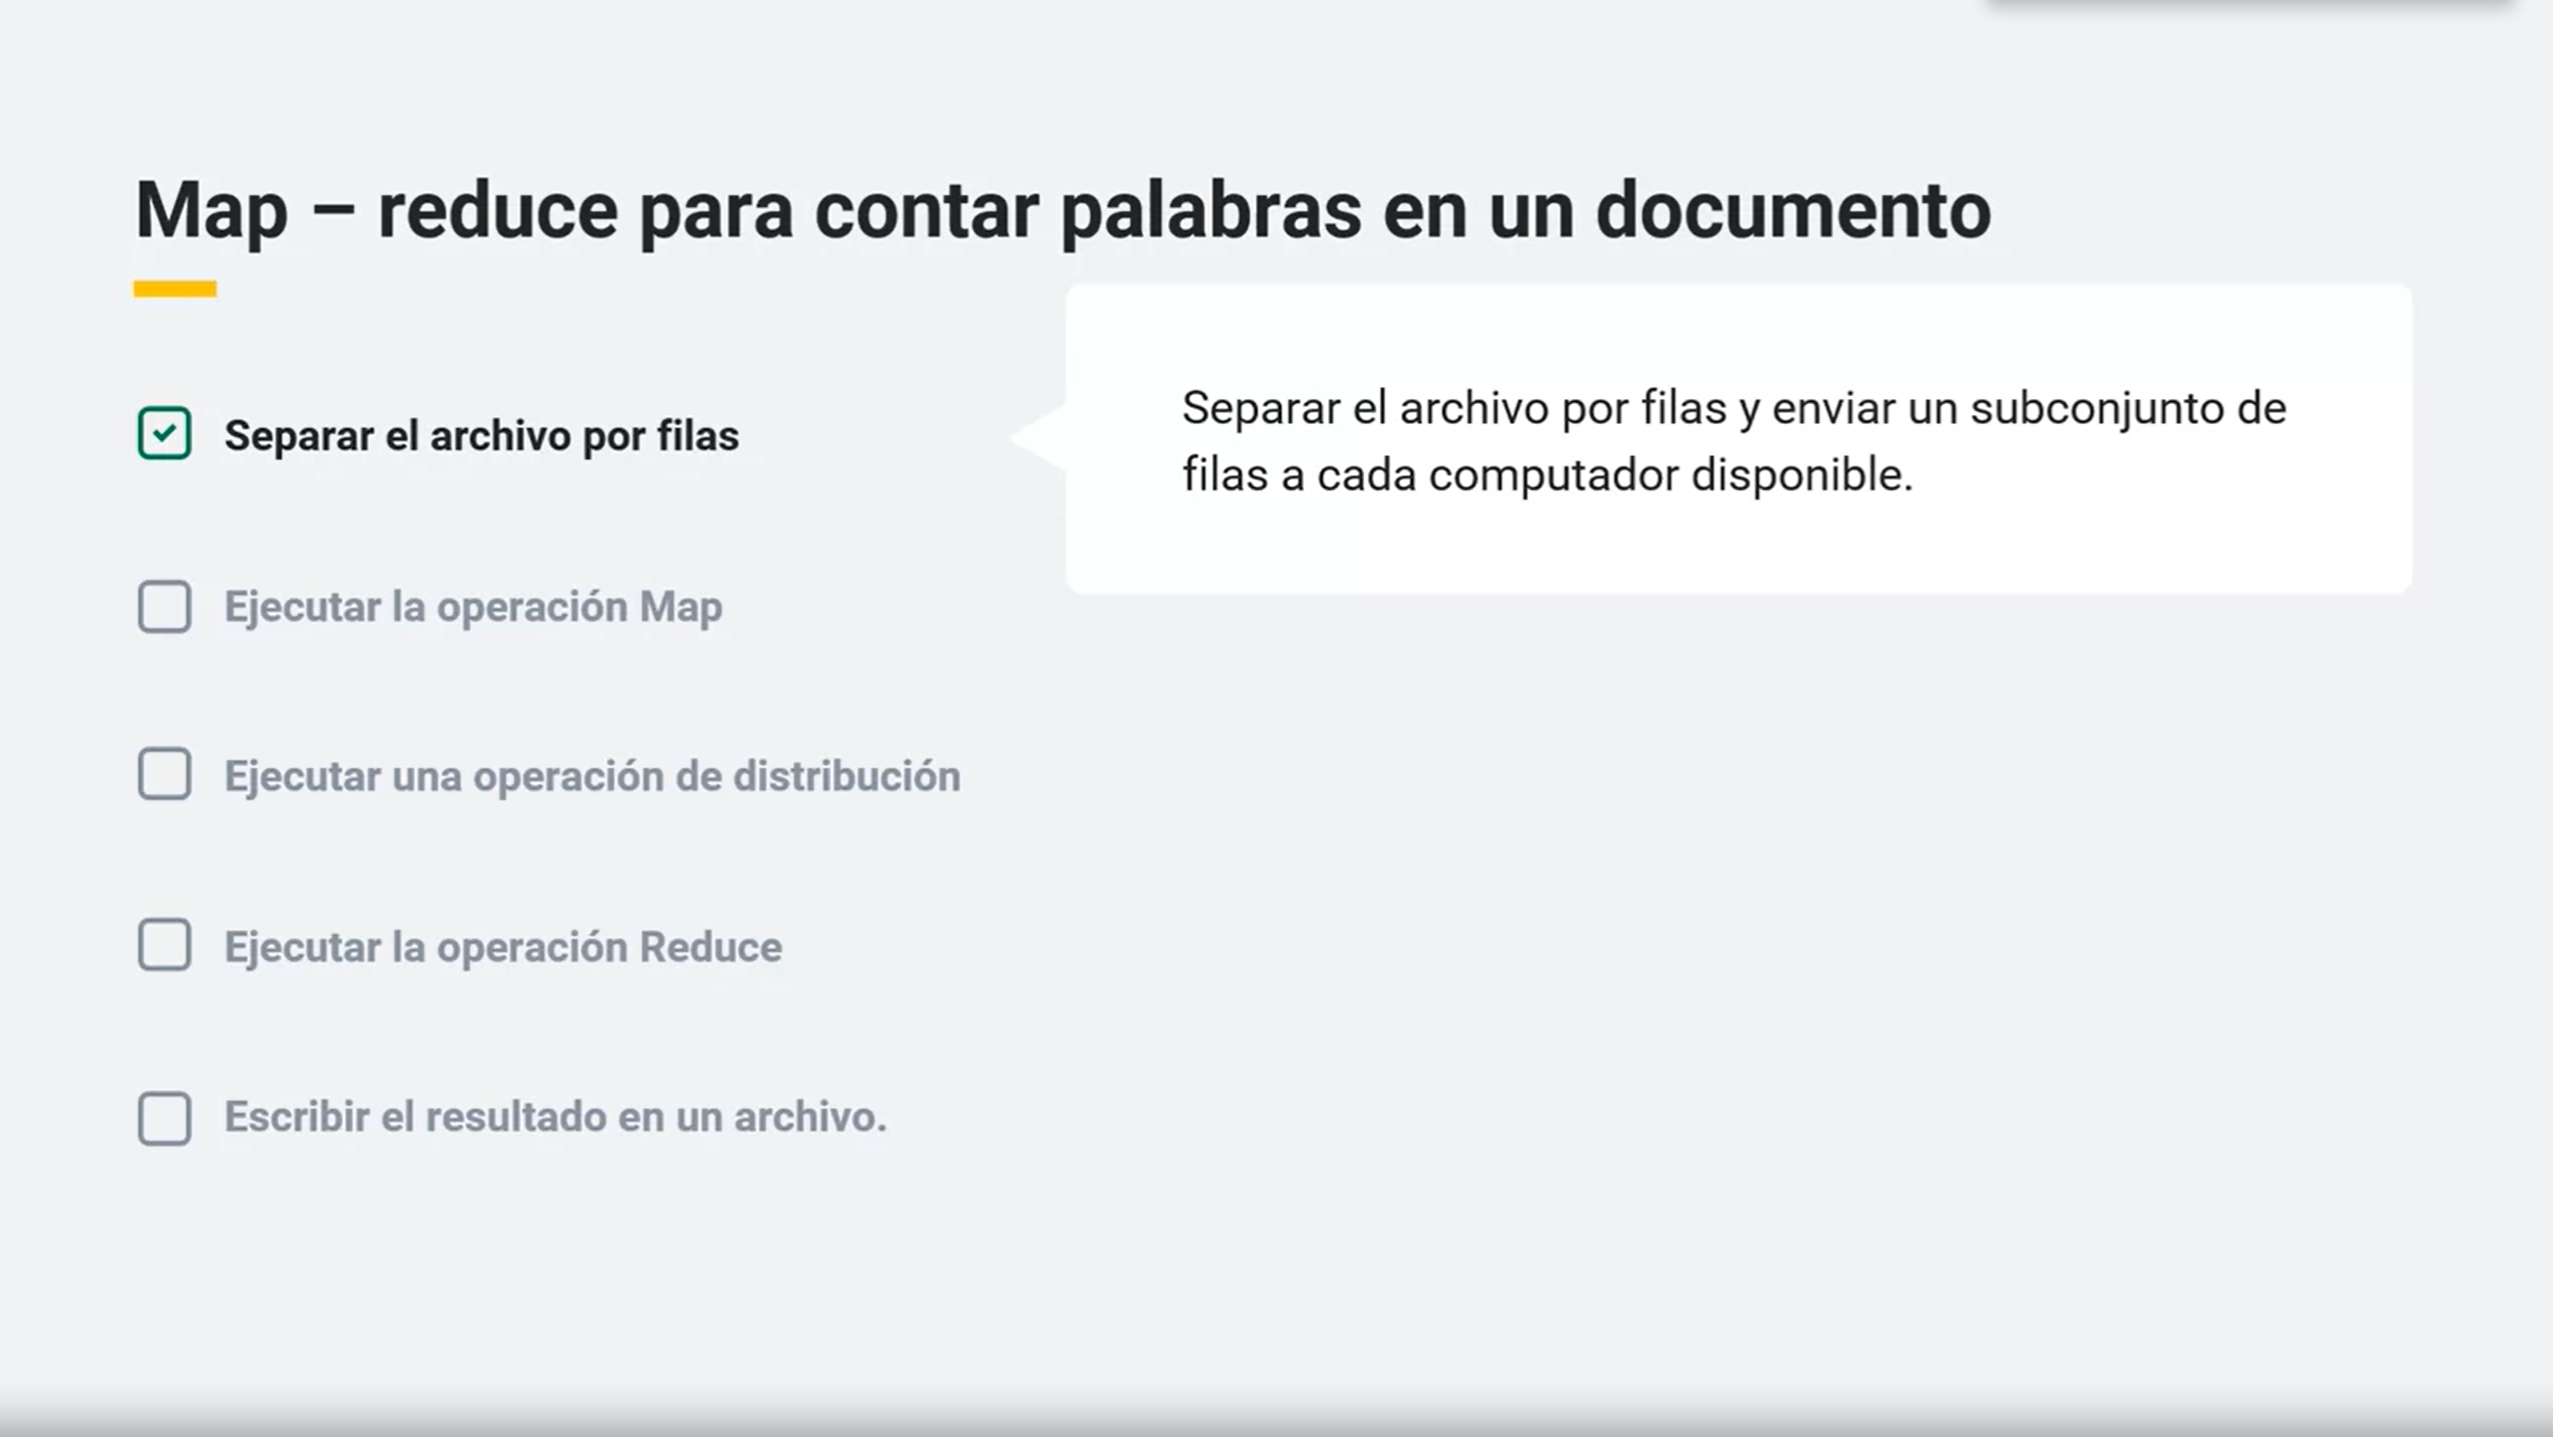 Map – reduce para contar palabras en un documento
Separar el archivo por filas
Separar el archivo por filas y enviar un subconjunto de
filas a cada computador disponible.
Ejecutar la operación Map
Ejecutar una operación de distribución
Ejecutar la operación Reduce
Escribir el resultado en un archivo.